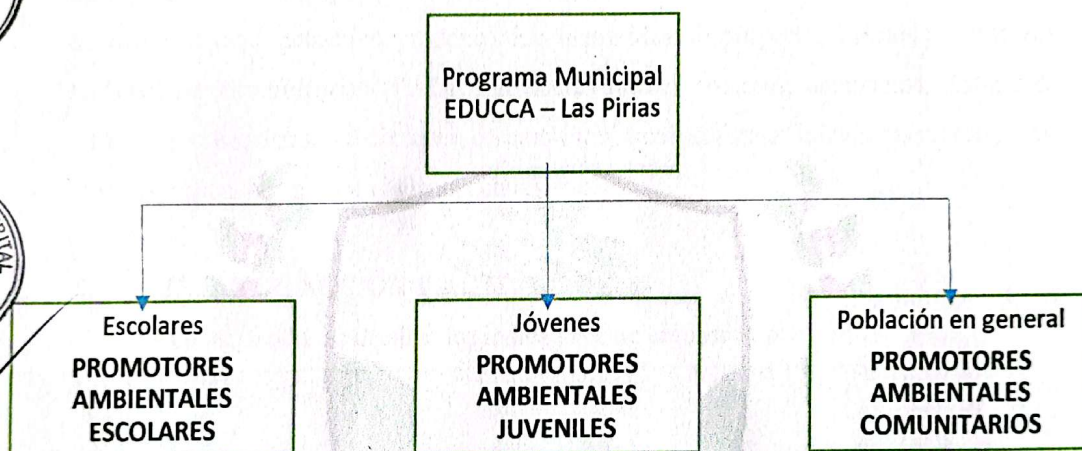 Programa Municipal
EDUCCA – Las Pirias
Escolares
PROMOTORES
AMBIENTALES
ESCOLARES
Jóvenes
PROMOTORES
AMBIENTALES
JUVENILES
Población en general
PROMOTORES
AMBIENTALES
COMUNITARIOS